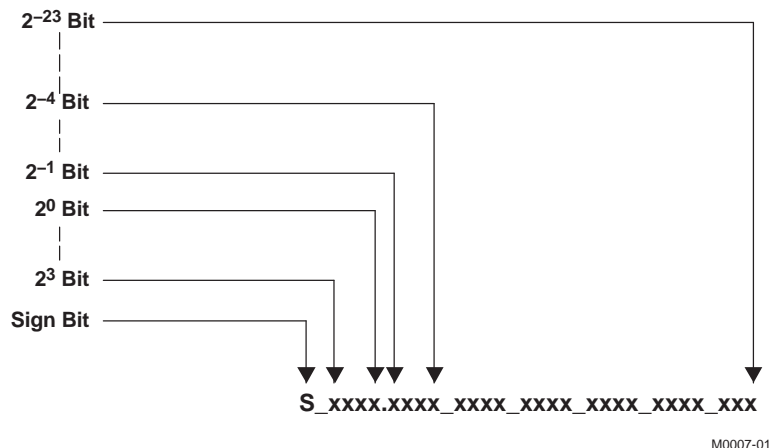 2⁻²³ Bit
2⁻⁴ Bit
2⁻¹ Bit
2⁰ Bit
2³ Bit
Sign Bit
S_xxxx.xxxx_xxxx_xxxx_xxxx_xxxx_xxx
M0007-01